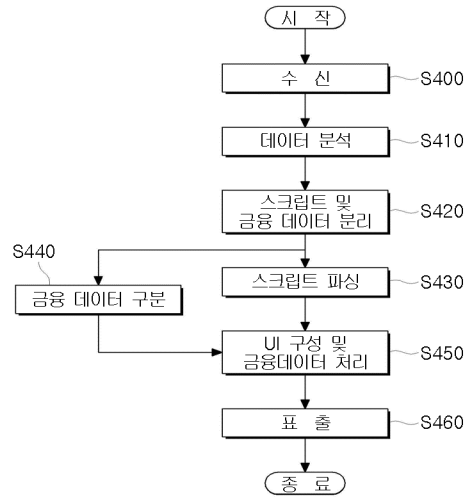 시 작
수 신
S400
데이터 분석
S410
스크립트 및
금융 데이터 분리
S420
S440
금융 데이터 구분
스크립트 파싱
S430
UI 구성 및
금융데이터 처리
S450
표 출
S460
종 료